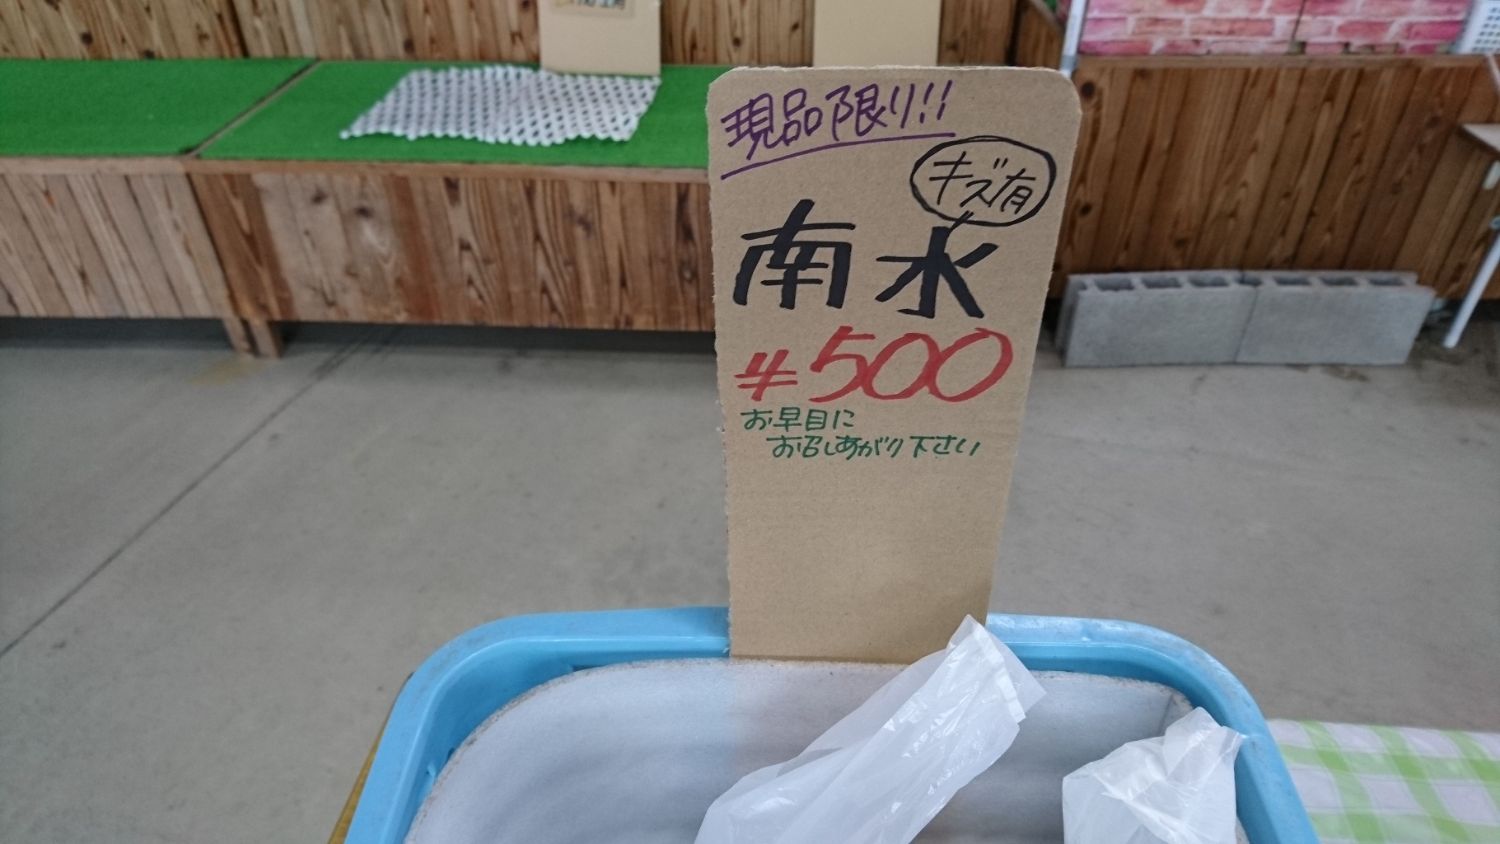 現品限り!!
キズ有
南水
¥500
お早目に
お召しあがり下さい